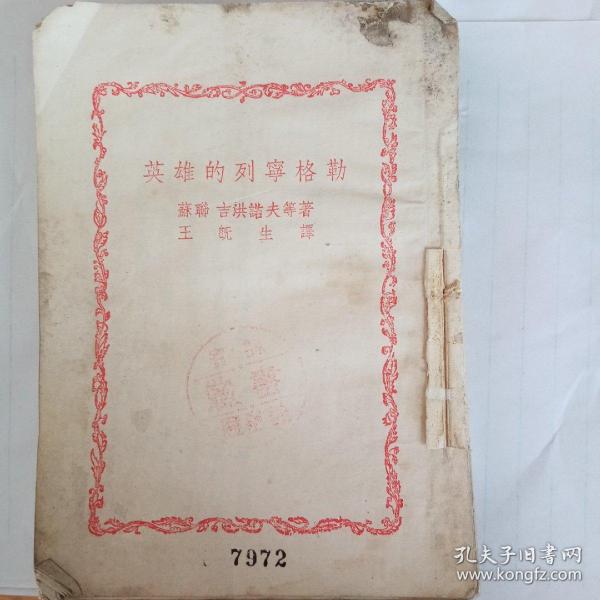 英雄的列寧格勒
蘇聯 吉洪諾夫等著
王旼生譯
7972
孔夫子旧书网
www.kongfz.com